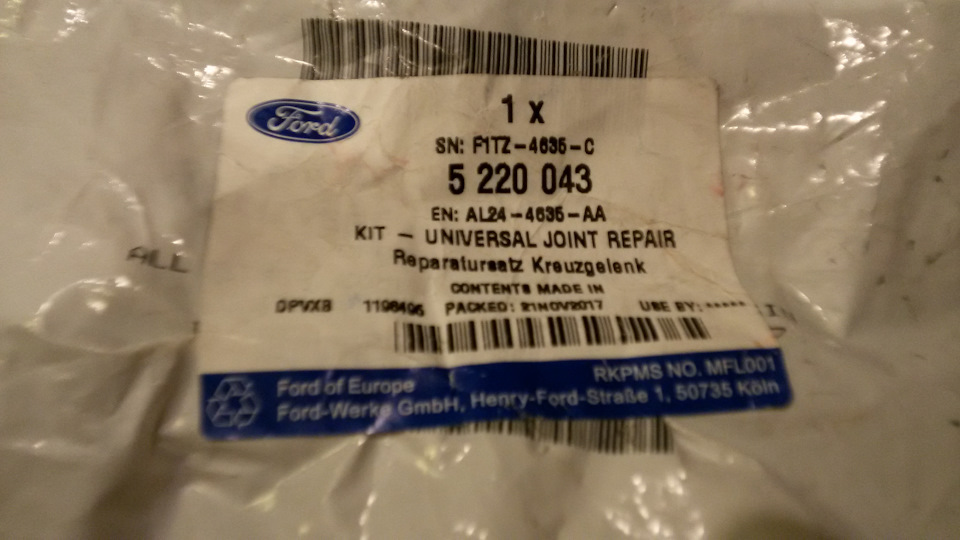 Ford
1 x
SN: F1TZ-4635-C
5 220 043
EN: AL24-4635-AA
KIT - UNIVERSAL JOINT REPAIR
Reparatursatz Kreuzgelenk
CONTENTS MADE IN
PACKED: 21NOV2017 USE BY: *****
ALL
IN
RKPMS NO. MFL001
Ford of Europe
Ford-Werke GmbH, Henry-Ford-Straße 1, 50735 Köln